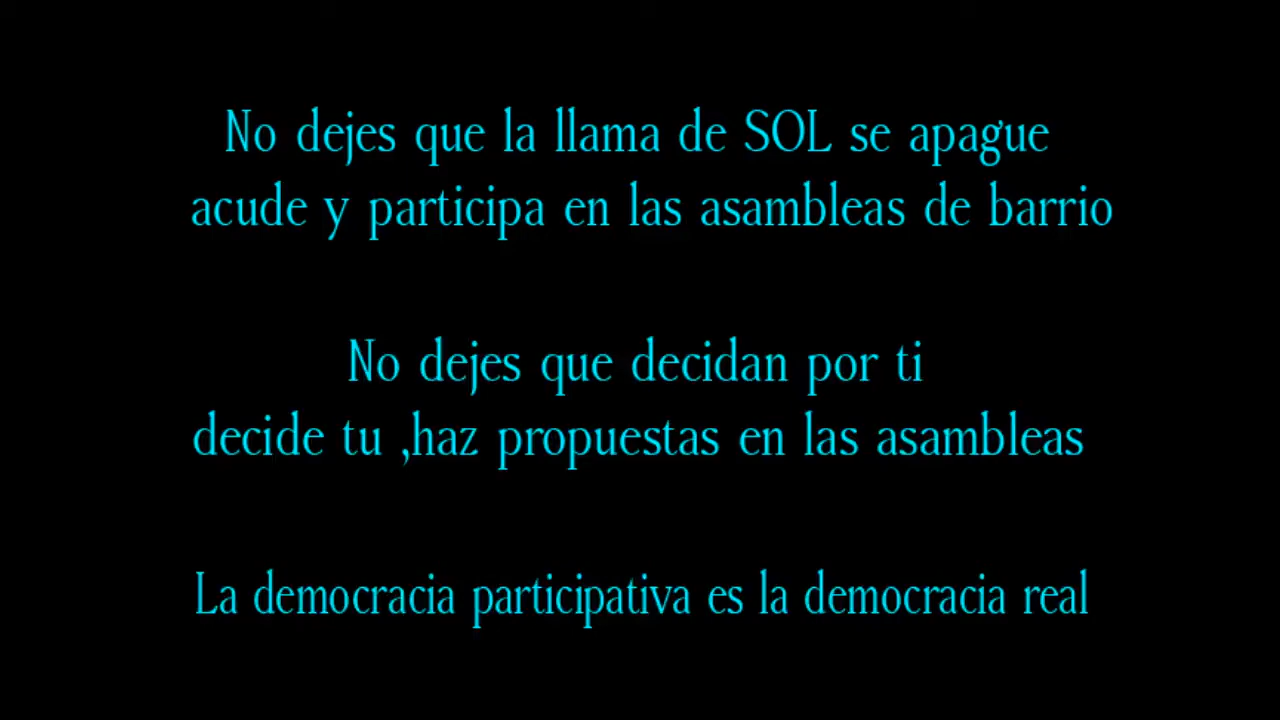 No dejes que la llama de SOL se apague
acude y participa en las asambleas de barrio
No dejes que decidan por ti
decide tu ,haz propuestas en las asambleas
La democracia participativa es la democracia real